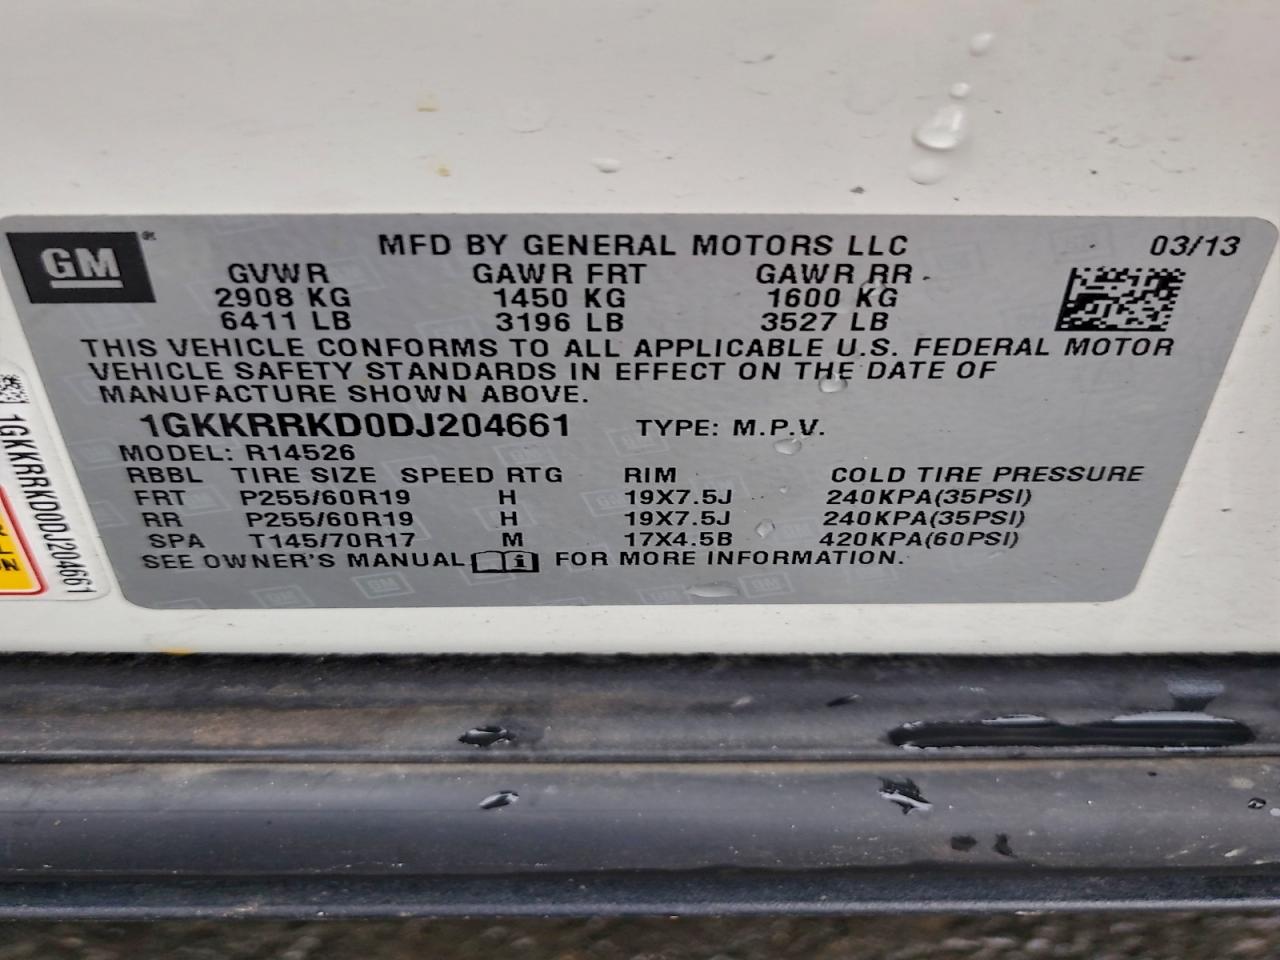 GM
MFD BY GENERAL MOTORS LLC 03/13
GVWR GAWR FRT GAWR RR
2908 KG 1450 KG 1600 KG
6411 LB 3196 LB 3527 LB
THIS VEHICLE CONFORMS TO ALL APPLICABLE U.S. FEDERAL MOTOR
VEHICLE SAFETY STANDARDS IN EFFECT ON THE DATE OF
MANUFACTURE SHOWN ABOVE.
1GKKRRKD0DJ204661 TYPE: M.P.V.
MODEL: R14526
RBBL TIRE SIZE SPEED RTG RIM COLD TIRE PRESSURE
FRT P255/60R19 H 19X7.5J 240KPA(35PSI)
RR P255/60R19 H 19X7.5J 240KPA(35PSI)
SPA T145/70R17 M 17X4.5B 420KPA(60PSI)
SEE OWNER'S MANUAL FOR MORE INFORMATION.
1GKKRRKD0DJ204661